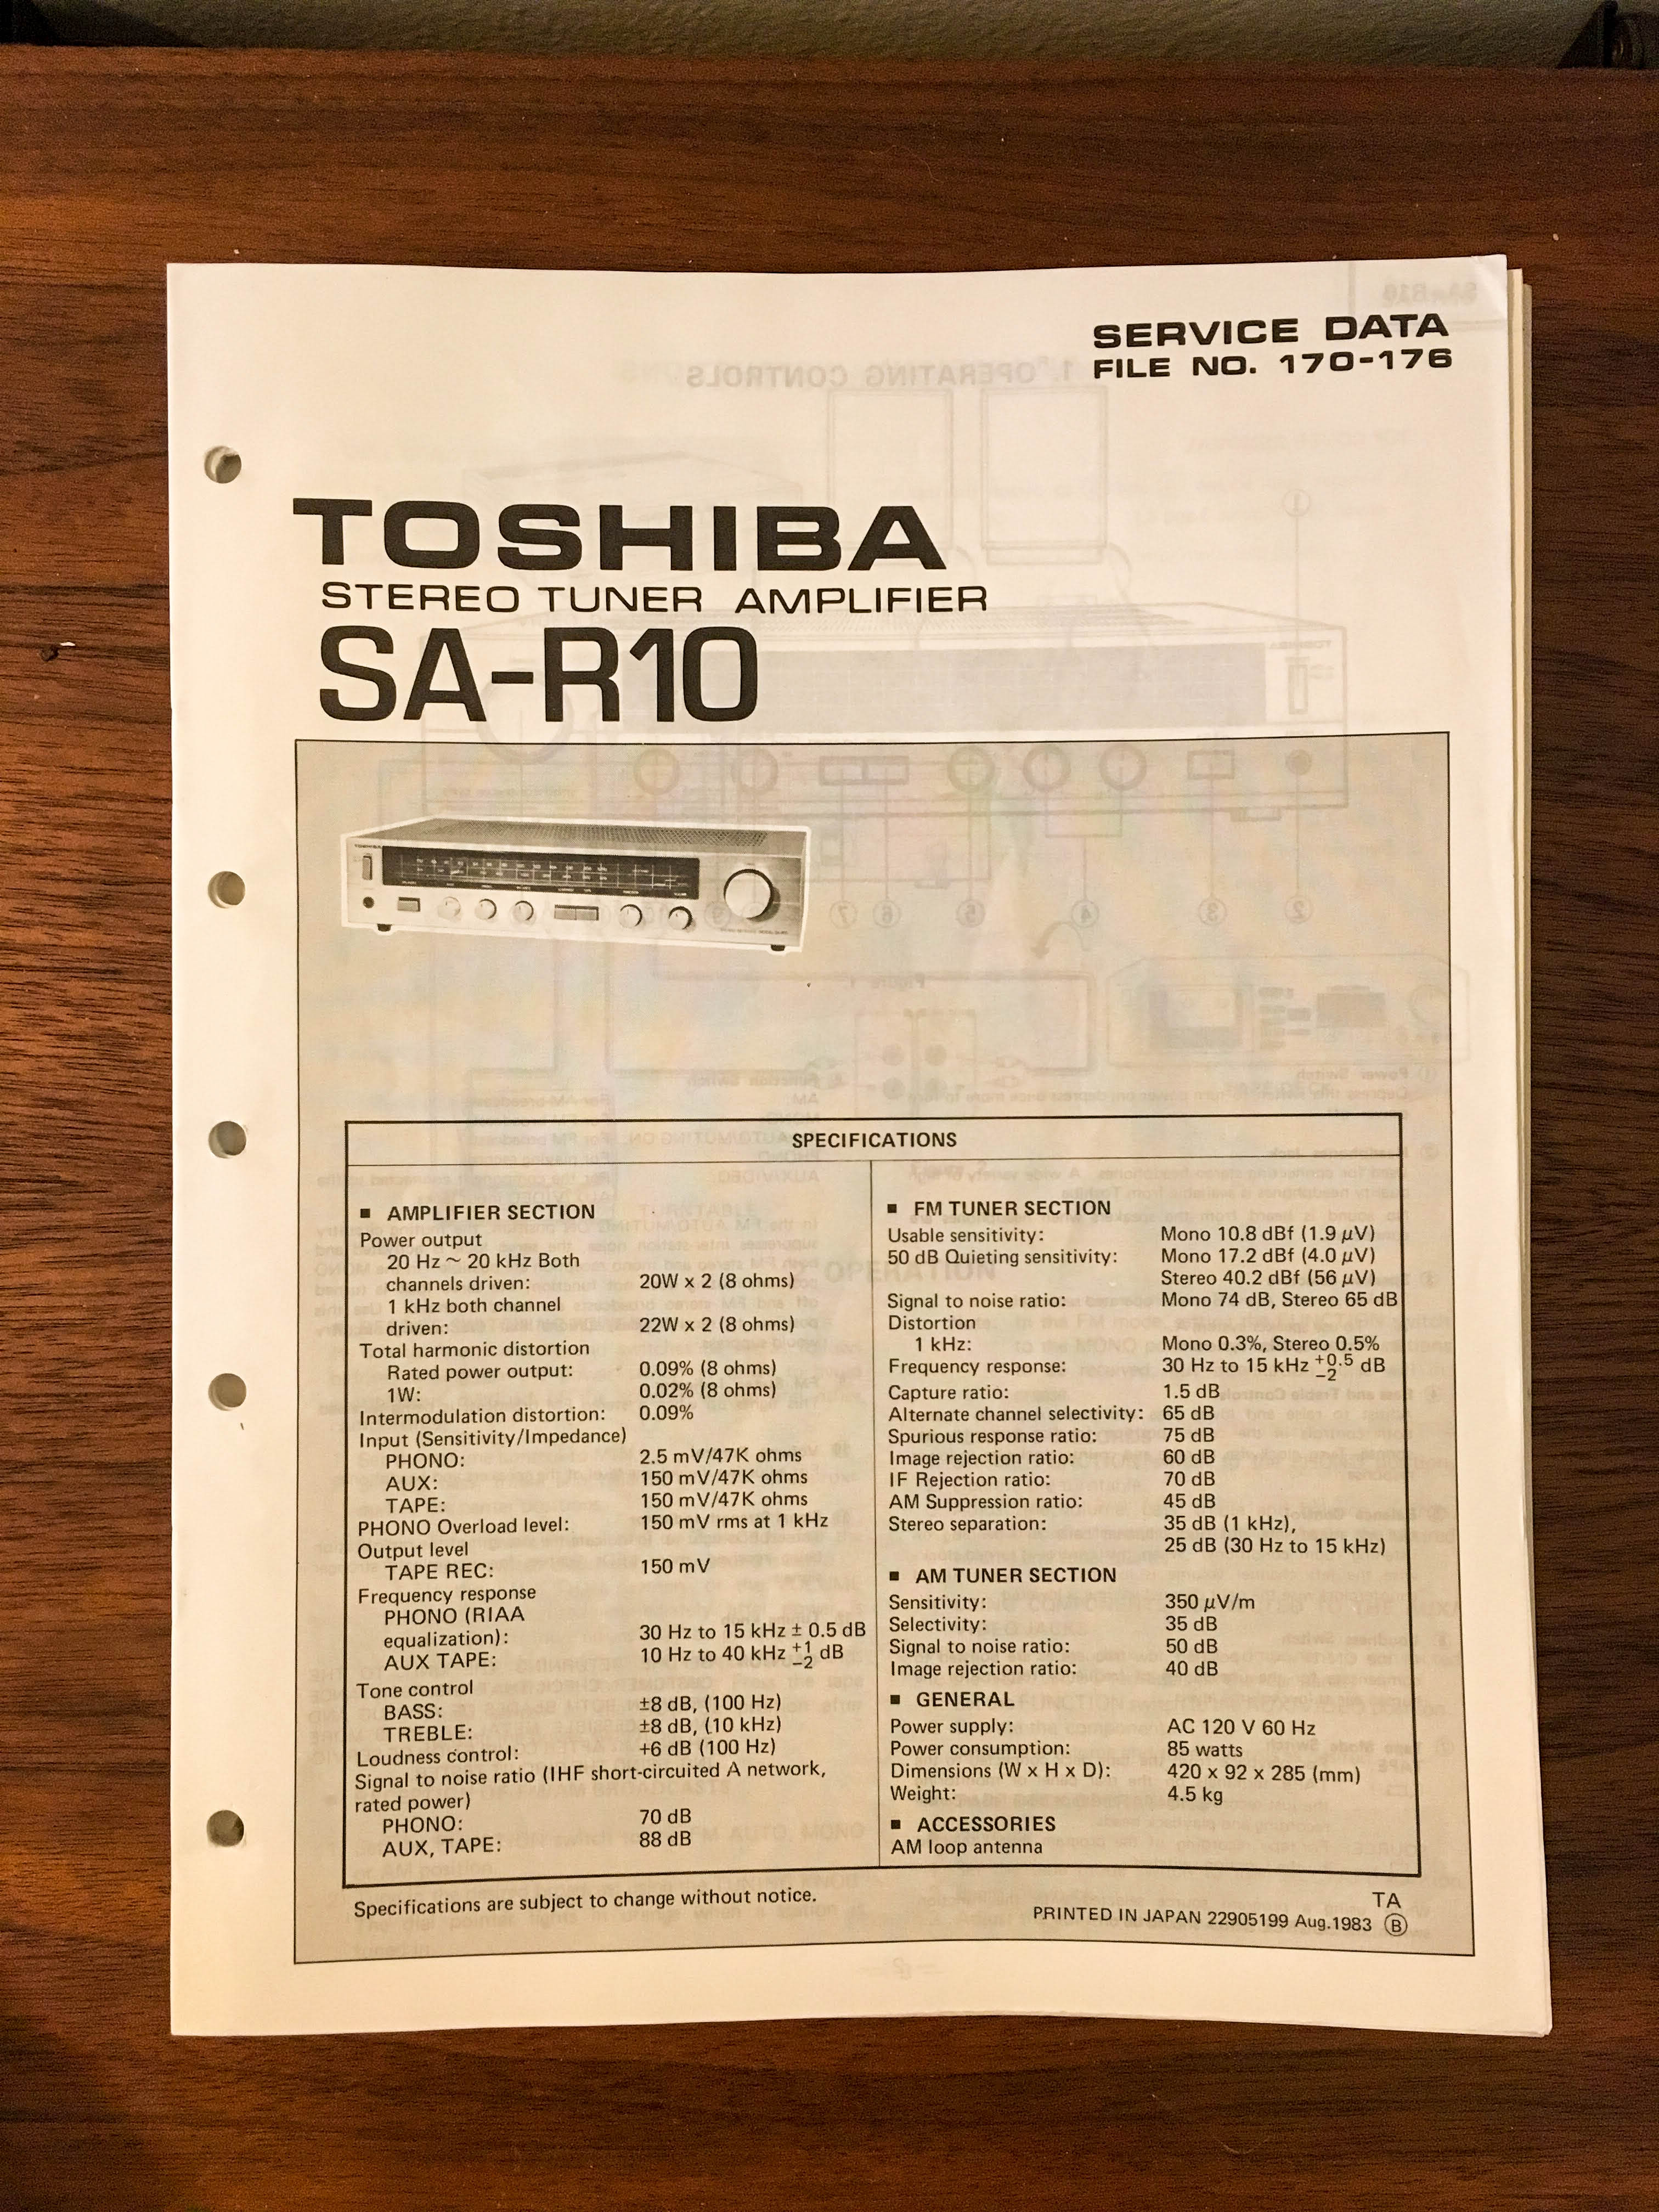 SERVICE DATA
FILE NO. 170-176
TOSHIBA
STEREO TUNER AMPLIFIER
SA-R10
TOSHIBA
SPECIFICATIONS
■ AMPLIFIER SECTION
Power output
20 Hz ~ 20 kHz Both
channels driven: 20W x 2 (8 ohms)
1 kHz both channel
driven: 22W x 2 (8 ohms)
Total harmonic distortion
Rated power output: 0.09% (8 ohms)
1W: 0.02% (8 ohms)
Intermodulation distortion: 0.09%
Input (Sensitivity/Impedance)
PHONO: 2.5 mV/47K ohms
AUX: 150 mV/47K ohms
TAPE: 150 mV/47K ohms
PHONO Overload level: 150 mV rms at 1 kHz
Output level
TAPE REC: 150 mV
Frequency response
PHONO (RIAA
equalization): 30 Hz to 15 kHz ± 0.5 dB
AUX TAPE: 10 Hz to 40 kHz +1 −2 dB
Tone control
BASS: ±8 dB, (100 Hz)
TREBLE: ±8 dB, (10 kHz)
Loudness control: +6 dB (100 Hz)
Signal to noise ratio (IHF short-circuited A network,
rated power)
PHONO: 70 dB
AUX, TAPE: 88 dB
■ FM TUNER SECTION
Usable sensitivity: Mono 10.8 dBf (1.9 μV)
50 dB Quieting sensitivity: Mono 17.2 dBf (4.0 μV)
Stereo 40.2 dBf (56 μV)
Signal to noise ratio: Mono 74 dB, Stereo 65 dB
Distortion
1 kHz: Mono 0.3%, Stereo 0.5%
Frequency response: 30 Hz to 15 kHz +0.5 −2 dB
Capture ratio: 1.5 dB
Alternate channel selectivity: 65 dB
Spurious response ratio: 75 dB
Image rejection ratio: 60 dB
IF Rejection ratio: 70 dB
AM Suppression ratio: 45 dB
Stereo separation: 35 dB (1 kHz),
25 dB (30 Hz to 15 kHz)
■ AM TUNER SECTION
Sensitivity: 350 μV/m
Selectivity: 35 dB
Signal to noise ratio: 50 dB
Image rejection ratio: 40 dB
■ GENERAL
Power supply: AC 120 V 60 Hz
Power consumption: 85 watts
Dimensions (W x H x D): 420 x 92 x 285 (mm)
Weight: 4.5 kg
■ ACCESSORIES
AM loop antenna
Specifications are subject to change without notice.
TA
PRINTED IN JAPAN 22905199 Aug.1983 Ⓑ